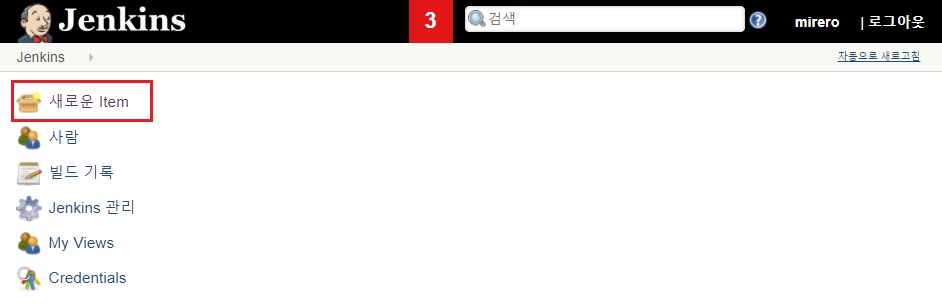 Jenkins 3 검색 mirero | 로그아웃
Jenkins 자동으로 새로고침
새로운 Item
사람
빌드 기록
Jenkins 관리
My Views
Credentials